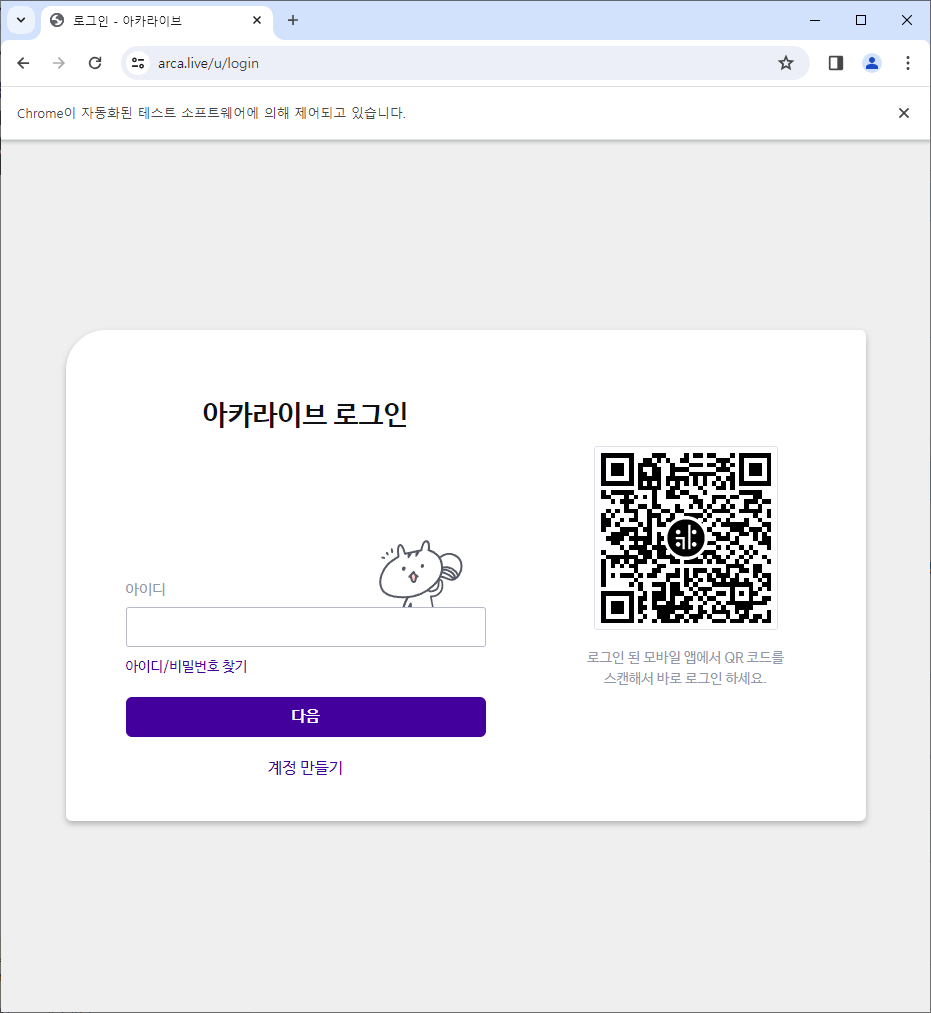 로그인 - 아카라이브
arca.live/u/login
Chrome이 자동화된 테스트 소프트웨어에 의해 제어되고 있습니다.
아카라이브 로그인
아이디
아이디/비밀번호 찾기
다음
계정 만들기
로그인 된 모바일 앱에서 QR 코드를
스캔해서 바로 로그인 하세요.